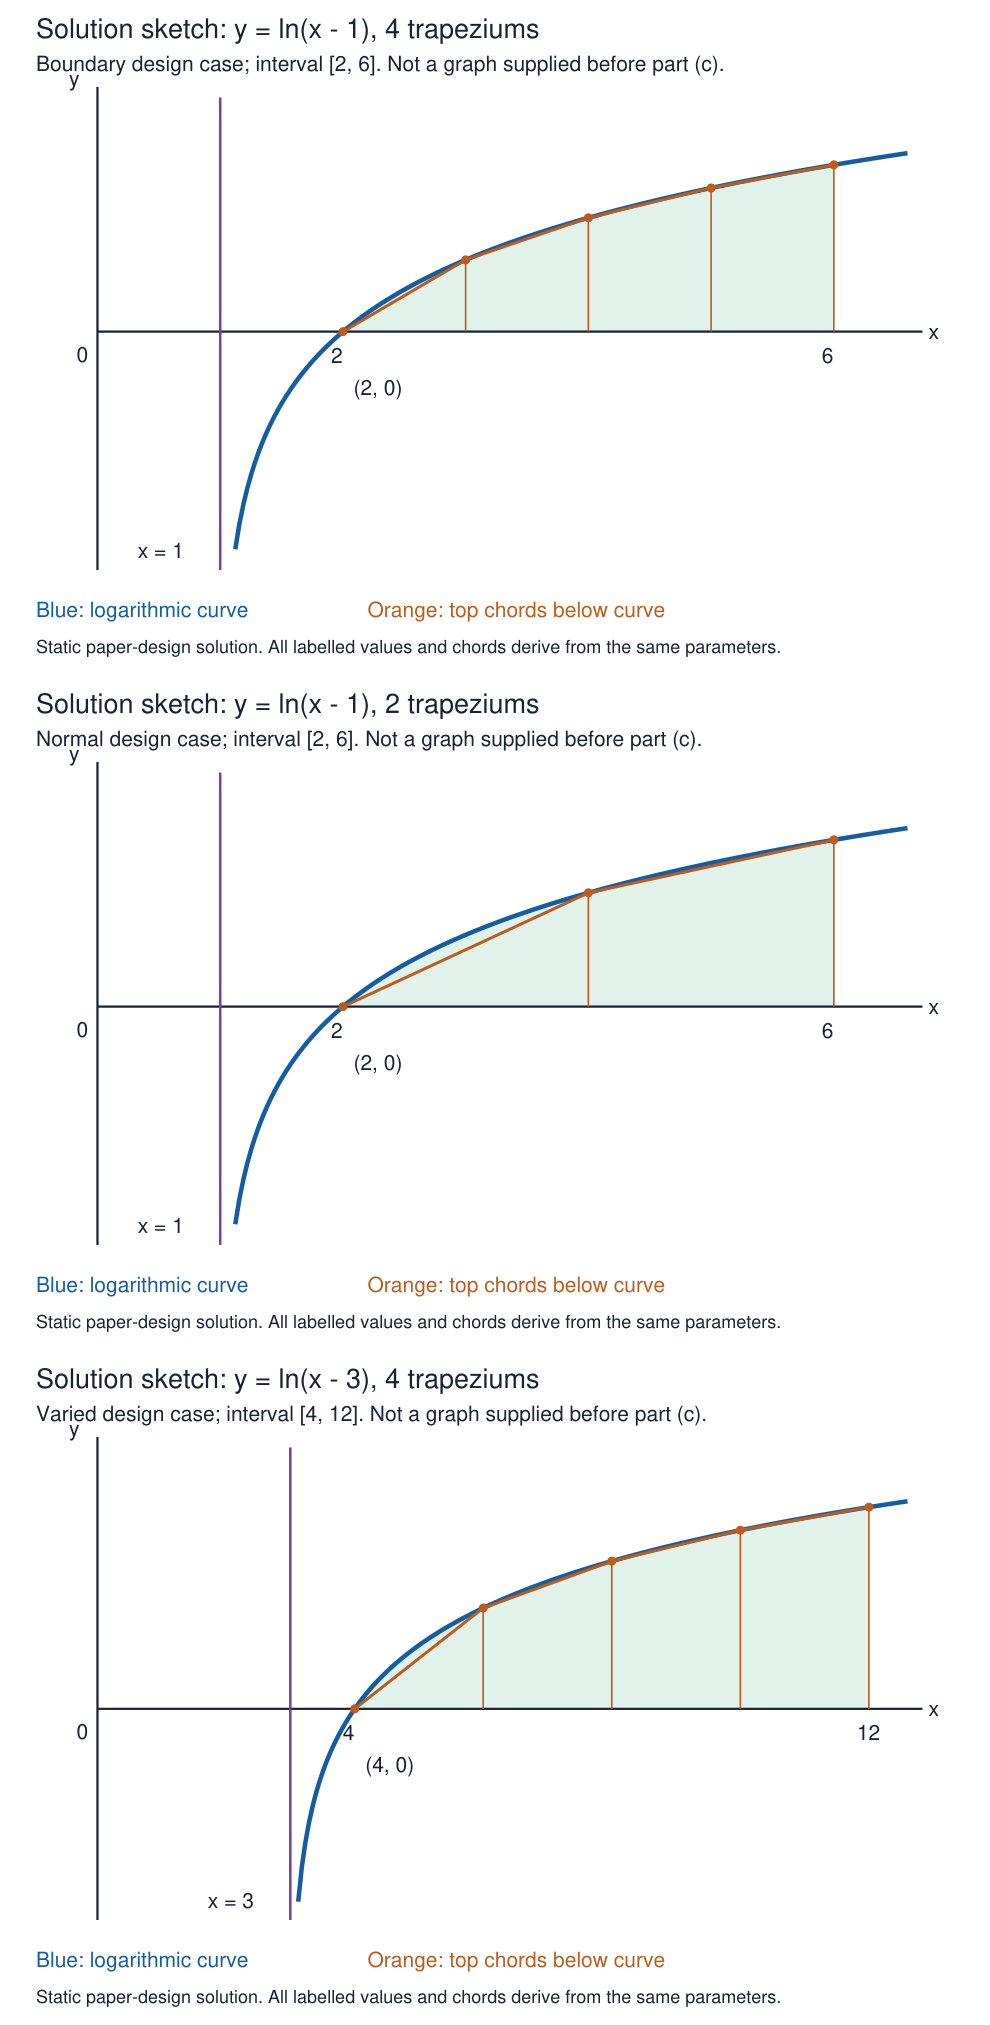 Solution sketch: y = ln(x - 1), 4 trapeziums
Boundary design case; interval [2, 6]. Not a graph supplied before part (c).
y
x
0
2
6
(2, 0)
x = 1
Blue: logarithmic curve
Orange: top chords below curve
Static paper-design solution. All labelled values and chords derive from the same parameters.
Solution sketch: y = ln(x - 1), 2 trapeziums
Normal design case; interval [2, 6]. Not a graph supplied before part (c).
y
x
0
2
6
(2, 0)
x = 1
Blue: logarithmic curve
Orange: top chords below curve
Static paper-design solution. All labelled values and chords derive from the same parameters.
Solution sketch: y = ln(x - 3), 4 trapeziums
Varied design case; interval [4, 12]. Not a graph supplied before part (c).
y
x
0
4
12
(4, 0)
x = 3
Blue: logarithmic curve
Orange: top chords below curve
Static paper-design solution. All labelled values and chords derive from the same parameters.